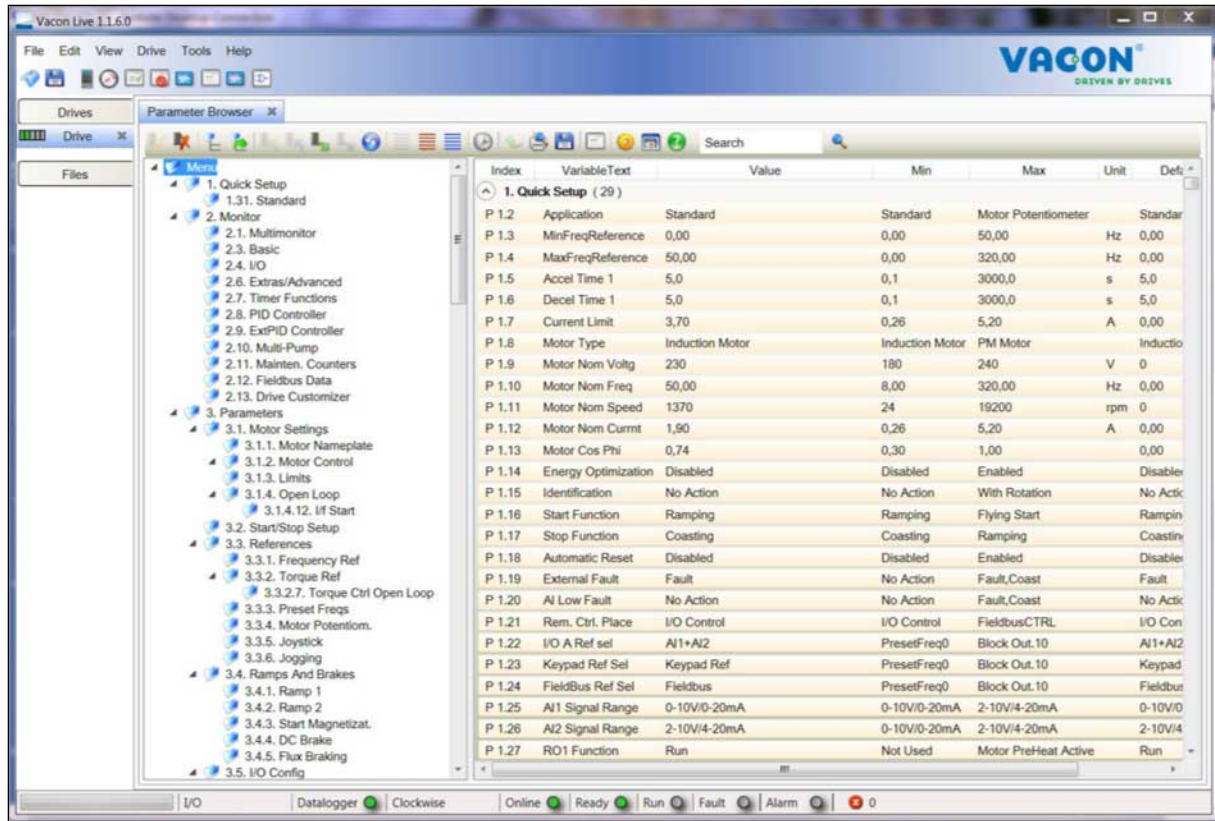 Vacon Live 1.1.6.0
File Edit View Drive Tools Help
VACON®
DRIVEN BY DRIVES
Drives
Drive
Files
Parameter Browser
Search
Menu
1. Quick Setup
1.31. Standard
2. Monitor
2.1. Multimonitor
2.3. Basic
2.4. I/O
2.6. Extras/Advanced
2.7. Timer Functions
2.8. PID Controller
2.9. ExtPID Controller
2.10. Multi-Pump
2.11. Mainten. Counters
2.12. Fieldbus Data
2.13. Drive Customizer
3. Parameters
3.1. Motor Settings
3.1.1. Motor Nameplate
3.1.2. Motor Control
3.1.3. Limits
3.1.4. Open Loop
3.1.4.12. I/f Start
3.2. Start/Stop Setup
3.3. References
3.3.1. Frequency Ref
3.3.2. Torque Ref
3.3.2.7. Torque Ctrl Open Loop
3.3.3. Preset Freqs
3.3.4. Motor Potentiom.
3.3.5. Joystick
3.3.6. Jogging
3.4. Ramps And Brakes
3.4.1. Ramp 1
3.4.2. Ramp 2
3.4.3. Start Magnetizat.
3.4.4. DC Brake
3.4.5. Flux Braking
3.5. I/O Config
Index VariableText Value Min Max Unit Defa
1. Quick Setup (29)
P 1.2 Application Standard Standard Motor Potentiometer Standar
P 1.3 MinFreqReference 0,00 0,00 50,00 Hz 0,00
P 1.4 MaxFreqReference 50,00 0,00 320,00 Hz 0,00
P 1.5 Accel Time 1 5,0 0,1 3000,0 s 5,0
P 1.6 Decel Time 1 5,0 0,1 3000,0 s 5,0
P 1.7 Current Limit 3,70 0,26 5,20 A 0,00
P 1.8 Motor Type Induction Motor Induction Motor PM Motor Inductio
P 1.9 Motor Nom Voltg 230 180 240 V 0
P 1.10 Motor Nom Freq 50,00 8,00 320,00 Hz 0,00
P 1.11 Motor Nom Speed 1370 24 19200 rpm 0
P 1.12 Motor Nom Currnt 1,90 0,26 5,20 A 0,00
P 1.13 Motor Cos Phi 0,74 0,30 1,00 0,00
P 1.14 Energy Optimization Disabled Disabled Enabled Disable
P 1.15 Identification No Action No Action With Rotation No Actic
P 1.16 Start Function Ramping Ramping Flying Start Rampin
P 1.17 Stop Function Coasting Coasting Ramping Coasting
P 1.18 Automatic Reset Disabled Disabled Enabled Disable
P 1.19 External Fault Fault No Action Fault,Coast Fault
P 1.20 AI Low Fault No Action No Action Fault,Coast No Actic
P 1.21 Rem. Ctrl. Place I/O Control I/O Control FieldbusCTRL I/O Con
P 1.22 I/O A Ref sel AI1+AI2 PresetFreq0 Block Out.10 AI1+AI2
P 1.23 Keypad Ref Sel Keypad Ref PresetFreq0 Block Out.10 Keypad
P 1.24 FieldBus Ref Sel Fieldbus PresetFreq0 Block Out.10 Fieldbus
P 1.25 AI1 Signal Range 0-10V/0-20mA 0-10V/0-20mA 2-10V/4-20mA 0-10V/0
P 1.26 AI2 Signal Range 2-10V/4-20mA 0-10V/0-20mA 2-10V/4-20mA 2-10V/4
P 1.27 RO1 Function Run Not Used Motor PreHeat Active Run
I/O Datalogger Clockwise Online Ready Run Fault Alarm 0